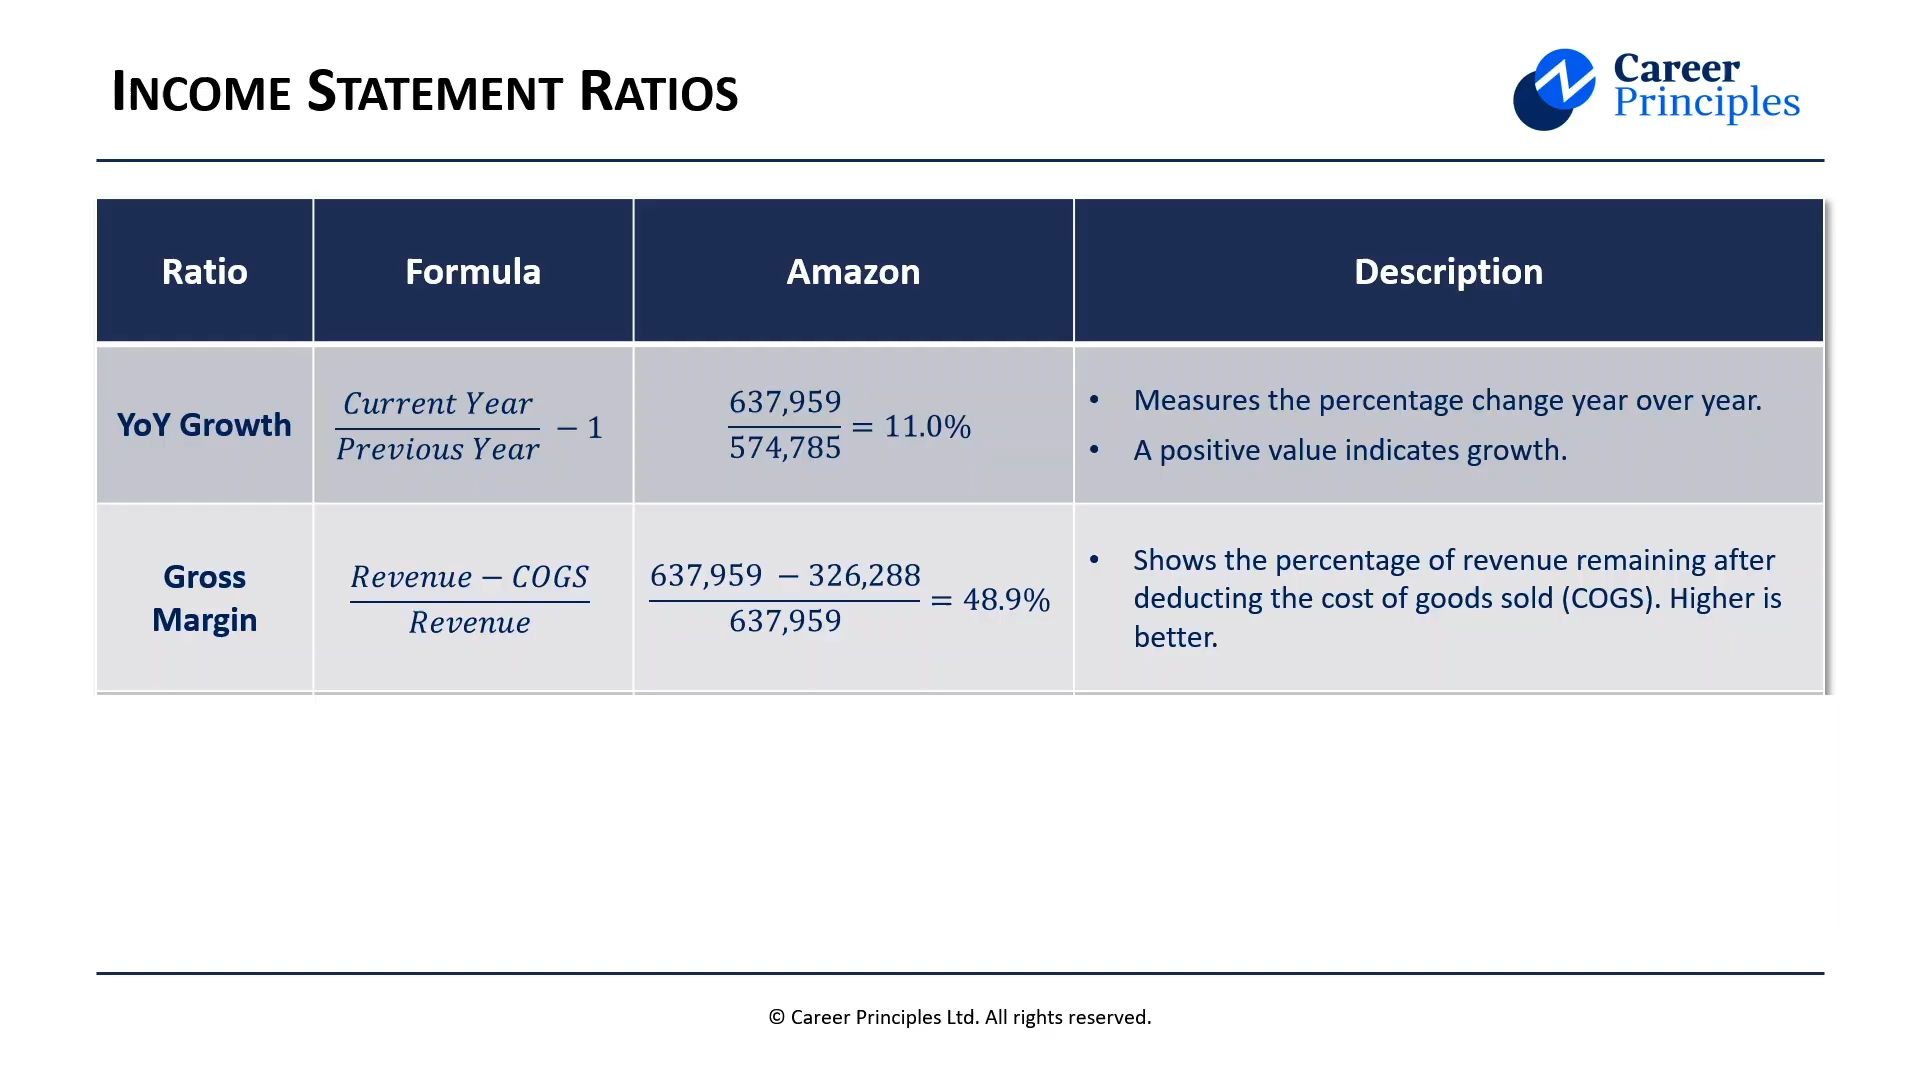 INCOME STATEMENT RATIOS
Career
Principles
Ratio
Formula
Amazon
Description
YoY Growth
Current Year
Previous Year
− 1
637,959
574,785
= 11.0%
• Measures the percentage change year over year.
• A positive value indicates growth.
Gross
Margin
Revenue − COGS
Revenue
637,959 − 326,288
637,959
= 48.9%
• Shows the percentage of revenue remaining after
deducting the cost of goods sold (COGS). Higher is
better.
© Career Principles Ltd. All rights reserved.